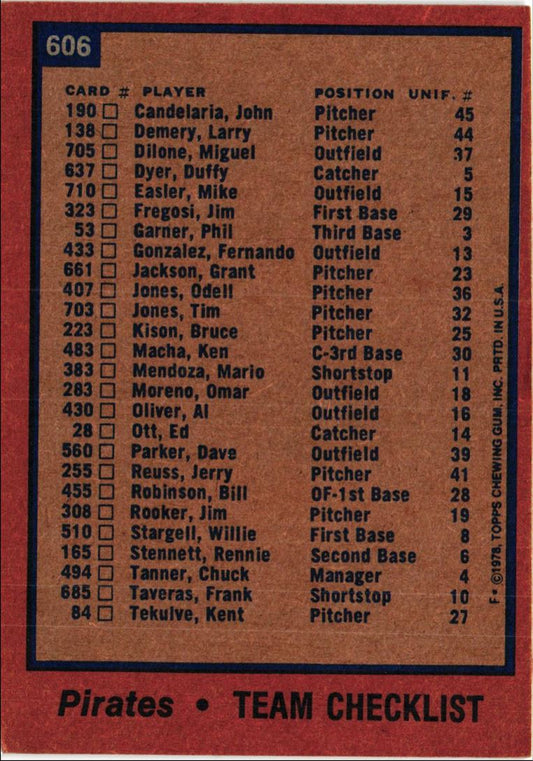 606
CARD # PLAYER POSITION UNIF. #
190 Candelaria, John Pitcher 45
138 Demery, Larry Pitcher 44
705 Dilone, Miguel Outfield 37
637 Dyer, Duffy Catcher 5
710 Easler, Mike Outfield 15
323 Fregosi, Jim First Base 29
53 Garner, Phil Third Base 3
433 Gonzalez, Fernando Outfield 13
661 Jackson, Grant Pitcher 23
407 Jones, Odell Pitcher 36
703 Jones, Tim Pitcher 32
223 Kison, Bruce Pitcher 25
483 Macha, Ken C-3rd Base 30
383 Mendoza, Mario Shortstop 11
283 Moreno, Omar Outfield 18
430 Oliver, Al Outfield 16
28 Ott, Ed Catcher 14
560 Parker, Dave Outfield 39
255 Reuss, Jerry Pitcher 41
455 Robinson, Bill OF-1st Base 28
308 Rooker, Jim Pitcher 19
510 Stargell, Willie First Base 8
165 Stennett, Rennie Second Base 6
494 Tanner, Chuck Manager 4
685 Taveras, Frank Shortstop 10
84 Tekulve, Kent Pitcher 27
F* ©1978, TOPPS CHEWING GUM, INC. PRTD. IN U.S.A
Pirates • TEAM CHECKLIST